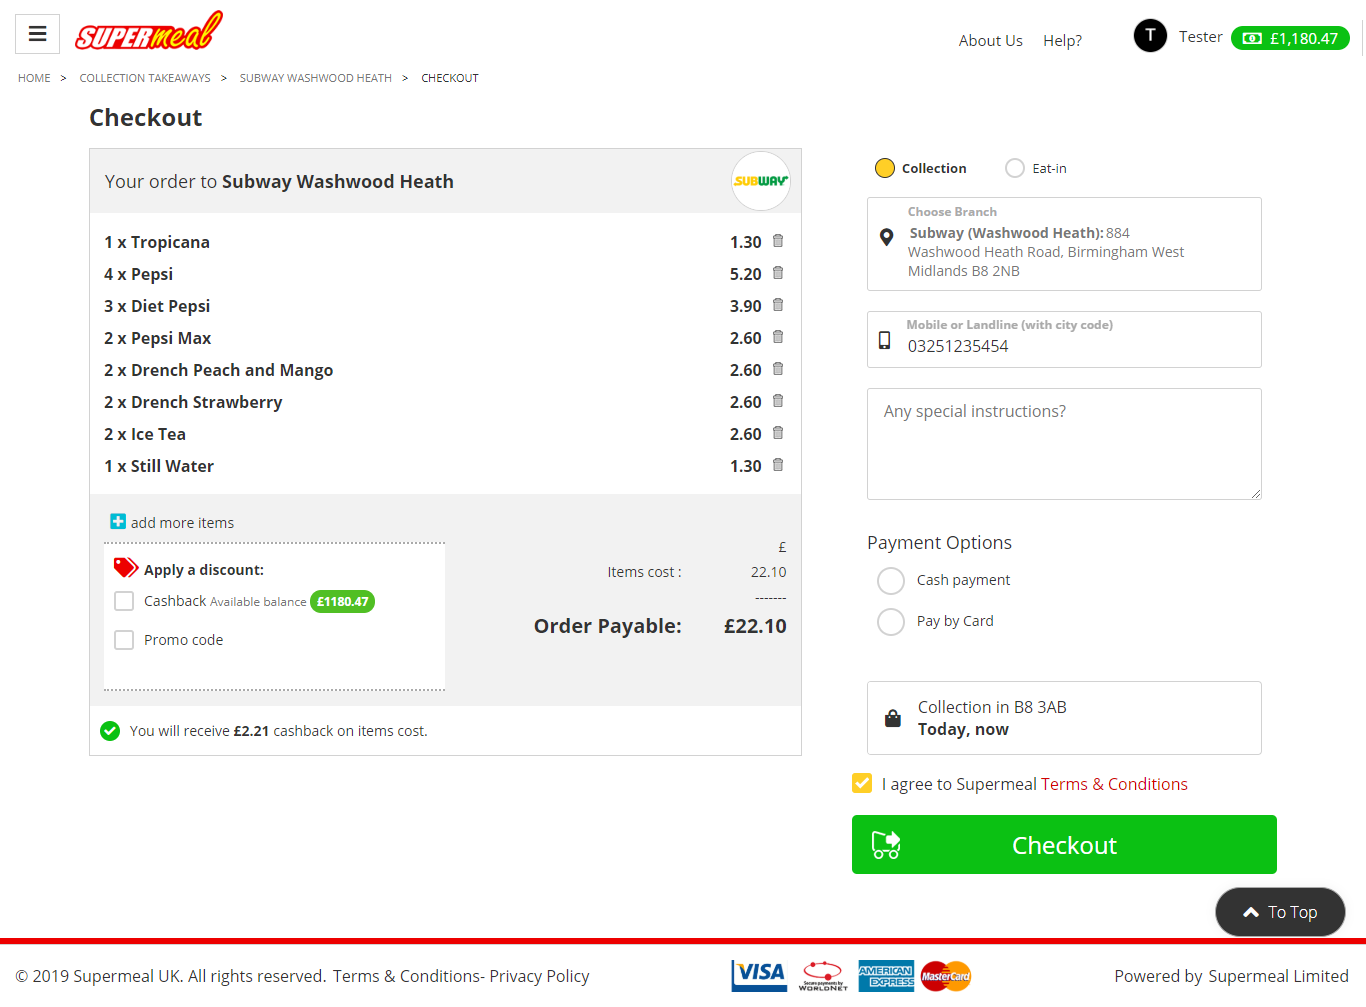 SUPERmeal
About Us
Help?
T
Tester
£1,180.47
HOME > COLLECTION TAKEAWAYS > SUBWAY WASHWOOD HEATH > CHECKOUT
Checkout
Your order to Subway Washwood Heath
SUBWAY
1 x Tropicana 1.30
4 x Pepsi 5.20
3 x Diet Pepsi 3.90
2 x Pepsi Max 2.60
2 x Drench Peach and Mango 2.60
2 x Drench Strawberry 2.60
2 x Ice Tea 2.60
1 x Still Water 1.30
add more items
Apply a discount:
Cashback Available balance £1180.47
Promo code
£
Items cost : 22.10
-------
Order Payable: £22.10
You will receive £2.21 cashback on items cost.
Collection
Eat-in
Choose Branch
Subway (Washwood Heath): 884
Washwood Heath Road, Birmingham West
Midlands B8 2NB
Mobile or Landline (with city code)
03251235454
Any special instructions?
Payment Options
Cash payment
Pay by Card
Collection in B8 3AB
Today, now
I agree to Supermeal Terms & Conditions
Checkout
To Top
© 2019 Supermeal UK. All rights reserved. Terms & Conditions- Privacy Policy
VISA
Secure payments by
WORLDNET
AMERICAN
EXPRESS
MasterCard
Powered by Supermeal Limited